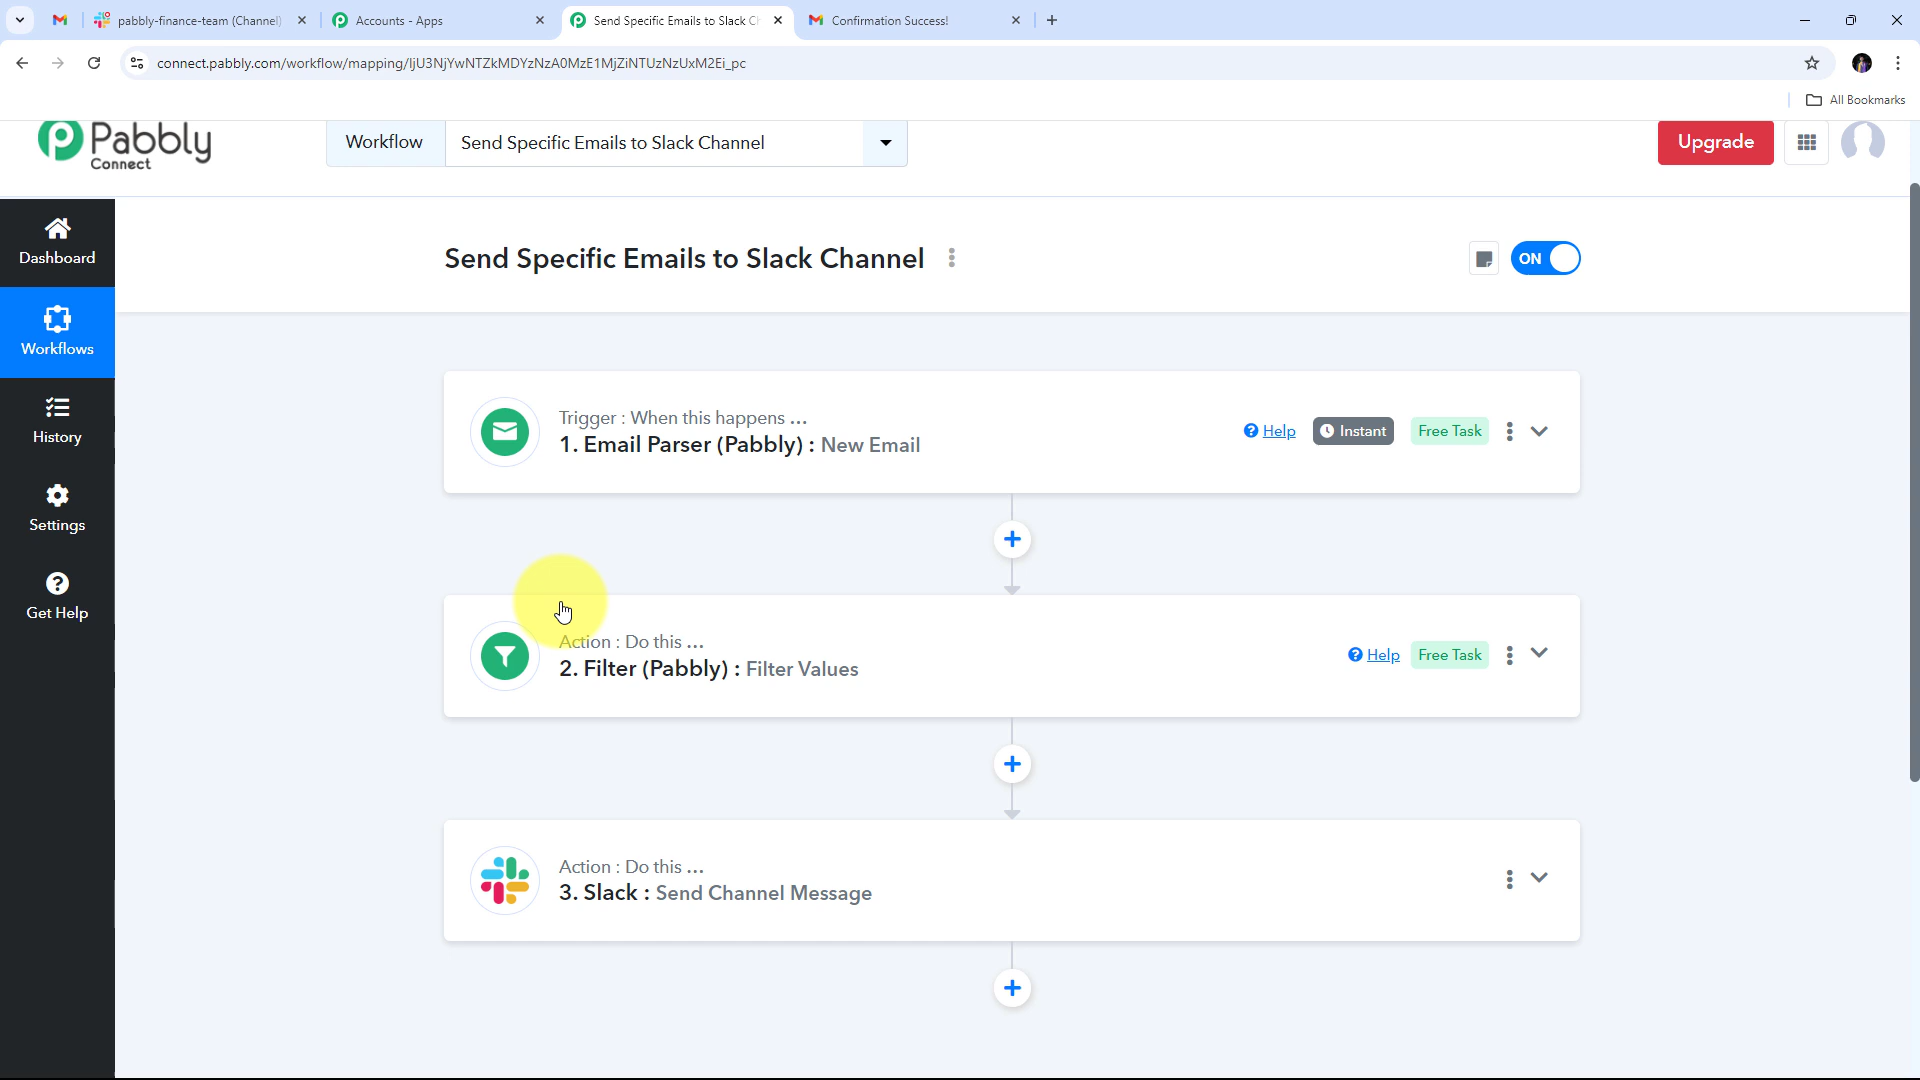 pabbly-finance-team (Channel)
Accounts - Apps
Send Specific Emails to Slack Ch
Confirmation Success!
connect.pabbly.com/workflow/mapping/IjU3NjYwNTZkMDYzNzA0MzE1MjZiNTUzNzUxM2Ei_pc
All Bookmarks
Pabbly
Connect
Workflow
Send Specific Emails to Slack Channel
Upgrade
Dashboard
Workflows
History
Settings
Get Help
Send Specific Emails to Slack Channel
ON
Trigger : When this happens ...
1. Email Parser (Pabbly) : New Email
Help
Instant
Free Task
Action : Do this ...
2. Filter (Pabbly) : Filter Values
Help
Free Task
Action : Do this ...
3. Slack : Send Channel Message